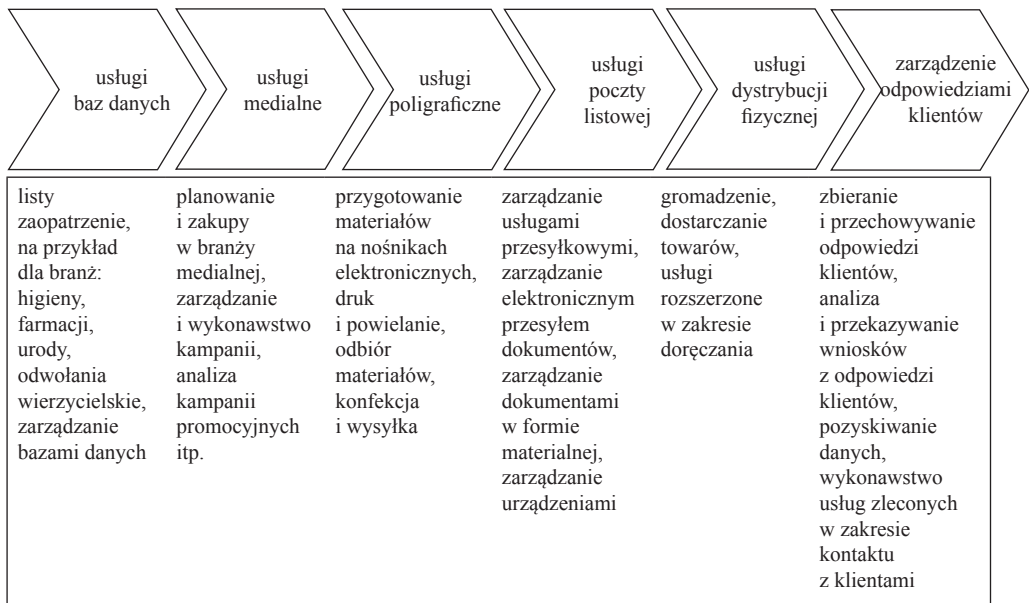 usługi
baz danych
usługi
medialne
usługi
poligraficzne
usługi
poczty
listowej
usługi
dystrybucji
fizycznej
zarządzenie
odpowiedziami
klientów
listy
zaopatrzenie,
na przykład
dla branż:
higieny,
farmacji,
urody,
odwołania
wierzycielskie,
zarządzanie
bazami danych
planowanie
i zakupy
w branży
medialnej,
zarządzanie
i wykonawstwo
kampanii,
analiza
kampanii
promocyjnych
itp.
przygotowanie
materiałów
na nośnikach
elektronicznych,
druk
i powielanie,
odbiór
materiałów,
konfekcja
i wysyłka
zarządzanie
usługami
przesyłkowymi,
zarządzanie
elektronicznym
przesyłem
dokumentów,
zarządzanie
dokumentami
w formie
materialnej,
zarządzanie
urządzeniami
gromadzenie,
dostarczanie
towarów,
usługi
rozszerzone
w zakresie
doręczania
zbieranie
i przechowywanie
odpowiedzi
klientów,
analiza
i przekazywanie
wniosków
z odpowiedzi
klientów,
pozyskiwanie
danych,
wykonawstwo
usług zleconych
w zakresie
kontaktu
z klientami